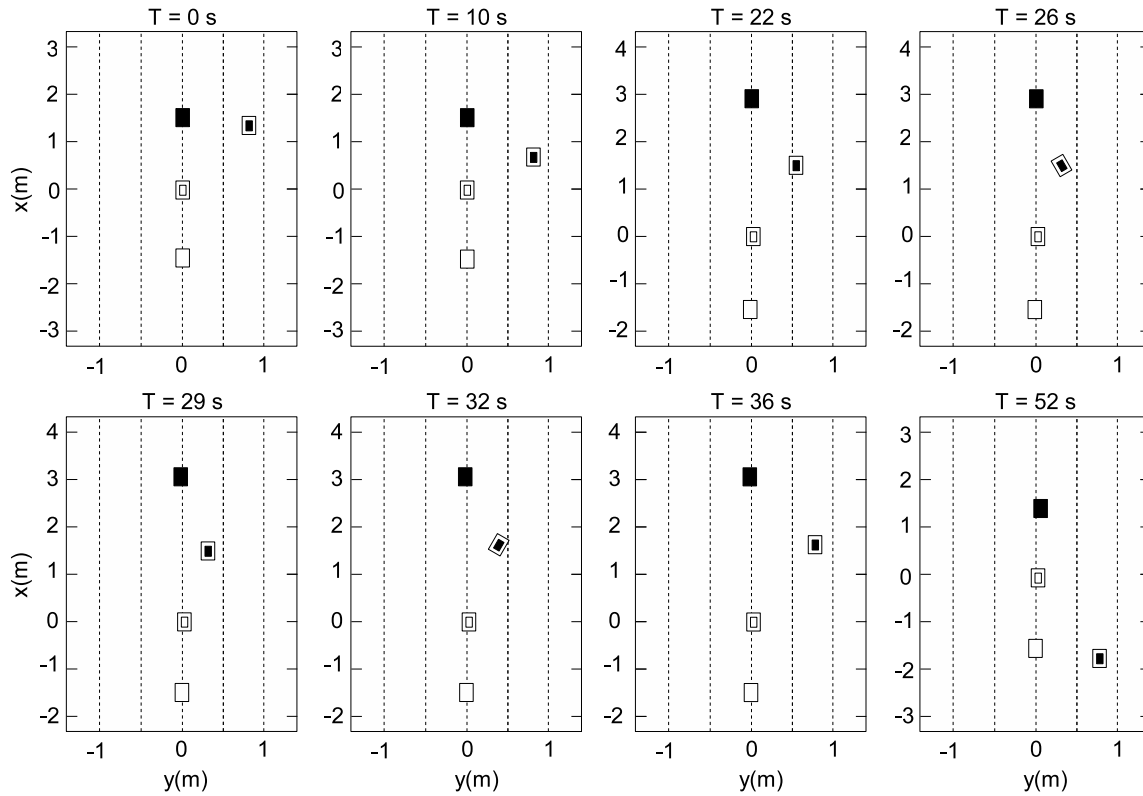 T = 0 s
T = 10 s
T = 22 s
T = 26 s
x(m)
3
2
1
0
-1
-2
-3
-1 0 1
3
2
1
0
-1
-2
-3
-1 0 1
4
3
2
1
0
-1
-2
-1 0 1
4
3
2
1
0
-1
-2
-1 0 1
T = 29 s
T = 32 s
T = 36 s
T = 52 s
x(m)
4
3
2
1
0
-1
-2
-1 0 1
y(m)
4
3
2
1
0
-1
-2
-1 0 1
y(m)
4
3
2
1
0
-1
-2
-1 0 1
y(m)
3
2
1
0
-1
-2
-3
-1 0 1
y(m)